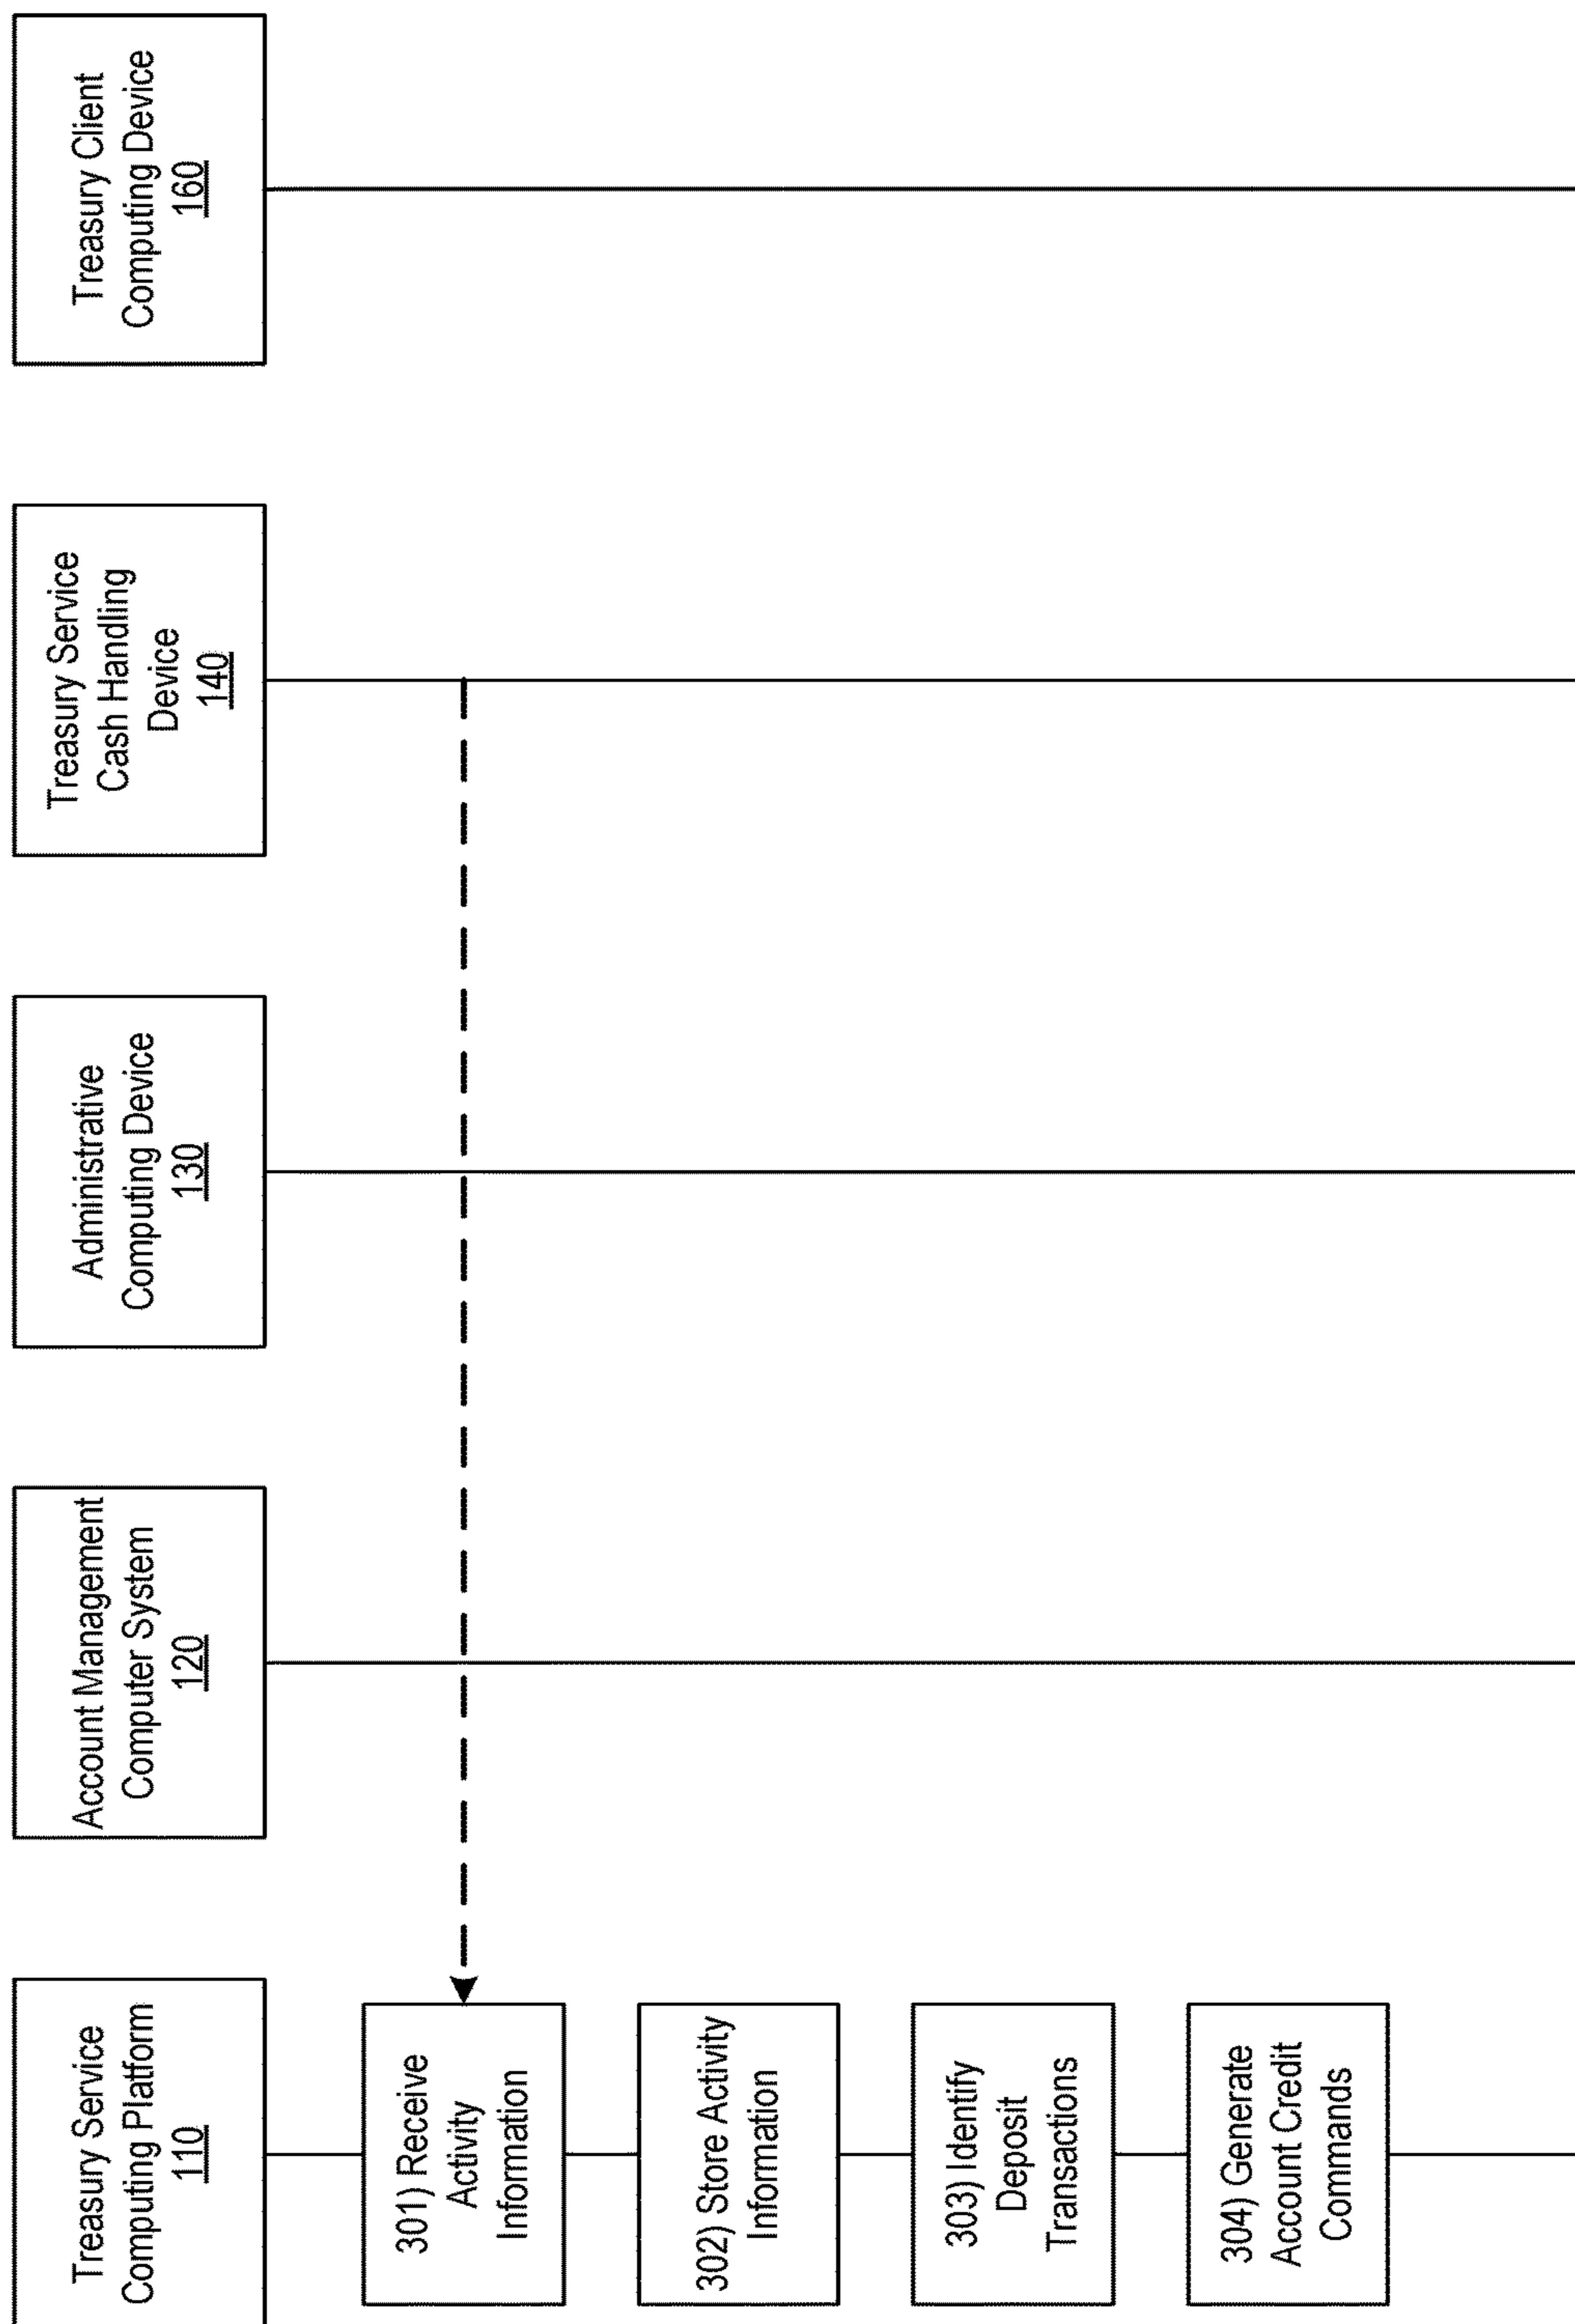 Treasury Service
Computing Platform
110
Account Management
Computer System
120
Administrative
Computing Device
130
Treasury Service
Cash Handling
Device
140
Treasury Client
Computing Device
160
301) Receive
Activity
Information
302) Store Activity
Information
303) Identify
Deposit
Transactions
304) Generate
Account Credit
Commands